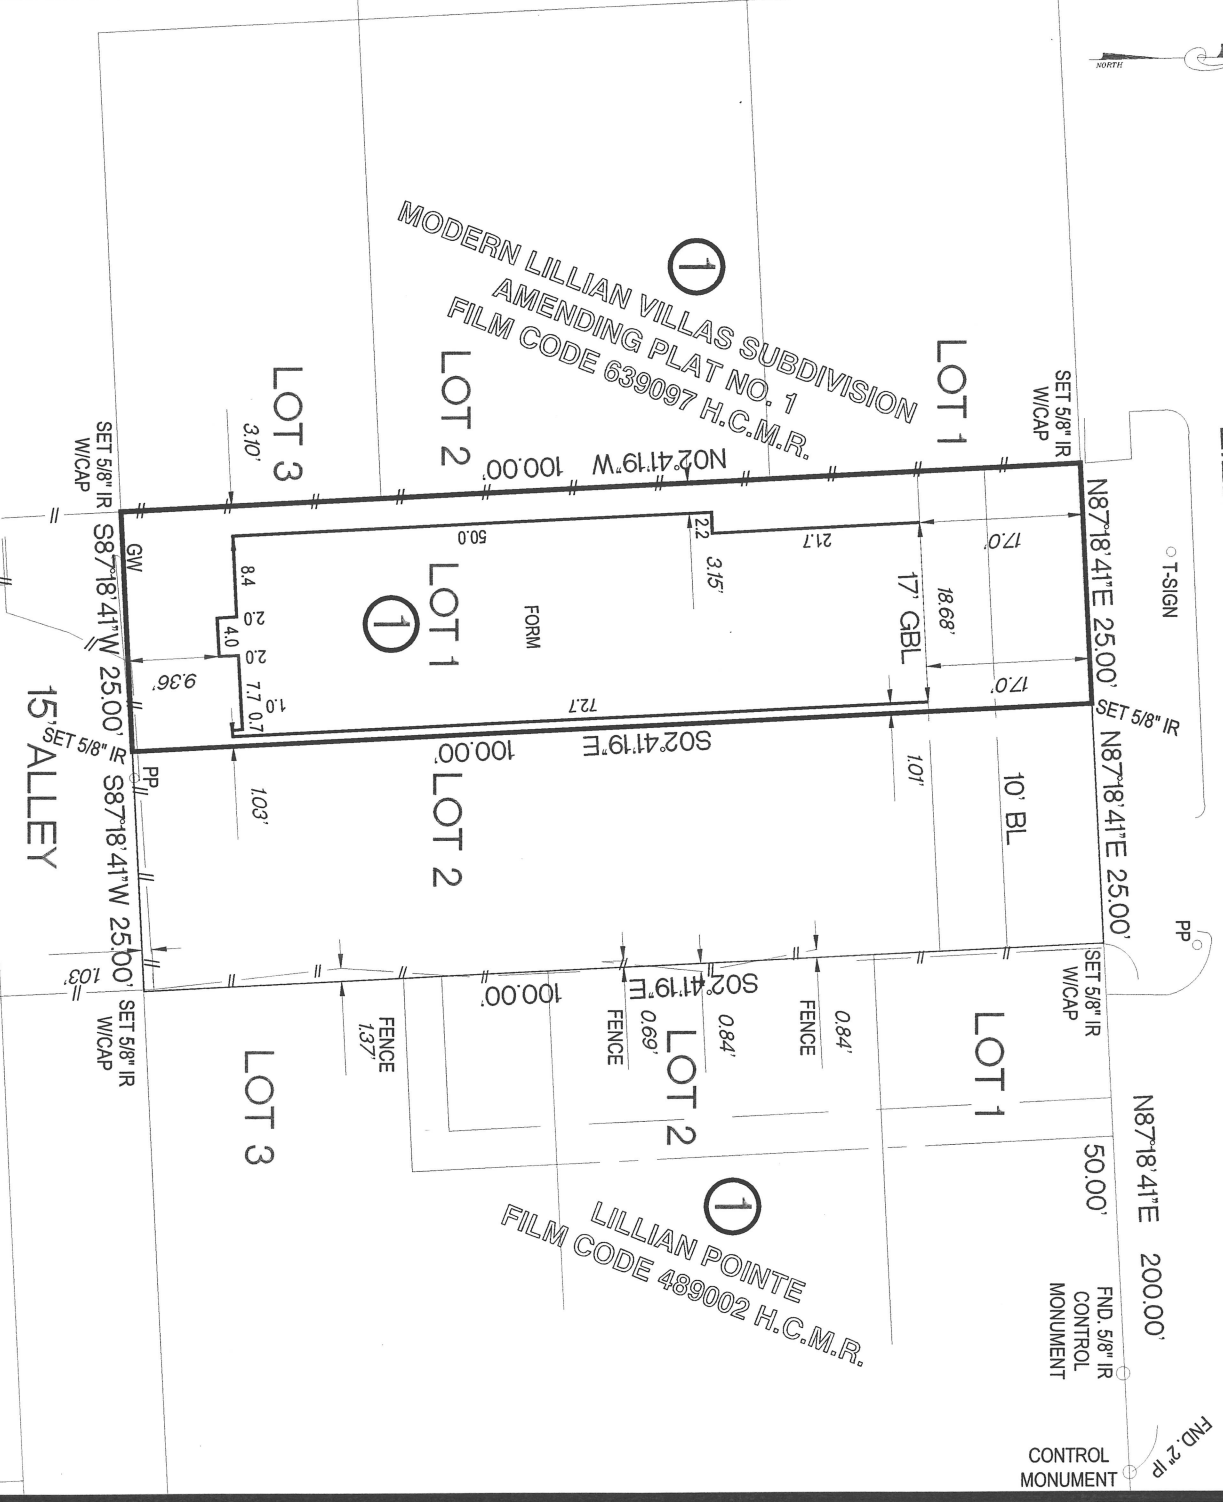 NORTH
MODERN LILLIAN VILLAS SUBDIVISION
AMENDING PLAT NO. 1
FILM CODE 639097 H.C.M.R.
1
LOT 1
LOT 2
LOT 3
SET 5/8" IR
W/CAP
SET 5/8" IR
W/CAP
3.10'
N02°41'19"W
100.00'
N87°18'41"E 25.00'
T-SIGN
17.0'
21.7
2.2
3.15'
50.0
GW
S87°18'41"W 25.00'
8.4
2.0
4.0
2.0
7.7
0.7
1.0
9.36'
LOT 1
1
FORM
17' GBL
18.68'
17.0'
72.7
S02°41'19"E
100.00'
SET 5/8" IR
SET 5/8" IR
15' ALLEY
PP
1.03'
1.01'
LOT 2
10' BL
N87°18'41"E 25.00'
S87°18'41"W 25.00'
PP
SET 5/8" IR
W/CAP
SET 5/8" IR
W/CAP
1.03'
S02°41'19"E
100.00'
FENCE
1.37'
0.69'
FENCE
0.84'
FENCE
0.84'
LOT 1
LOT 2
LOT 3
1
LILLIAN POINTE
FILM CODE 489002 H.C.M.R.
50.00'
N87°18'41"E 200.00'
FND. 5/8" IR
CONTROL
MONUMENT
FND. 2" IP
CONTROL
MONUMENT